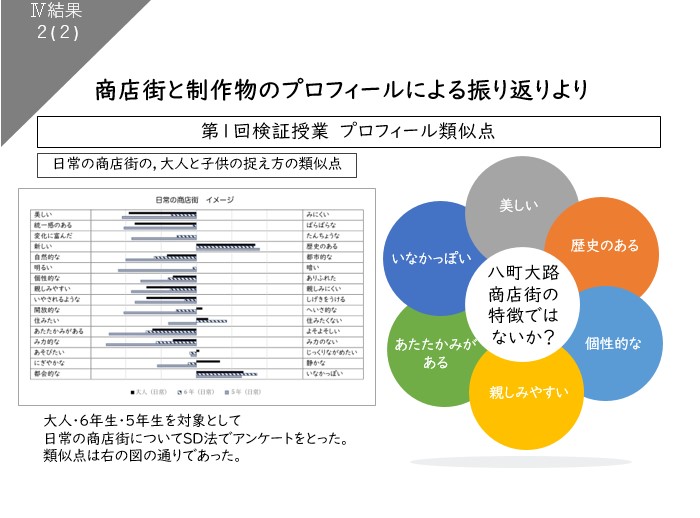 Ⅳ結果
2(2)
商店街と制作物のプロフィールによる振り返りより
第1回検証授業 プロフィール類似点
日常の商店街の,大人と子供の捉え方の類似点
日常の商店街 イメージ
美しい みにくい
統一感のある ばらばらな
変化に富んだ たんちょうな
新しい 歴史のある
自然的な 都市的な
明るい 暗い
個性的な ありふれた
親しみやすい 親しみにくい
いやされるような しげきをうける
開放的な へいさ的な
住みたい 住みたくない
あたたかみがある よそよそしい
み力的な み力のない
あそびたい じっくりながめたい
にぎやかな 静かな
都会的な いなかっぽい
■大人(日常) 6年(日常) ■5年(日常)
美しい
歴史のある
個性的な
親しみやすい
あたたかみが
ある
いなかっぽい
八町大路
商店街の
特徴では
ないか?
大人・6年生・5年生を対象として
日常の商店街についてSD法でアンケートをとった。
類似点は右の図の通りであった。